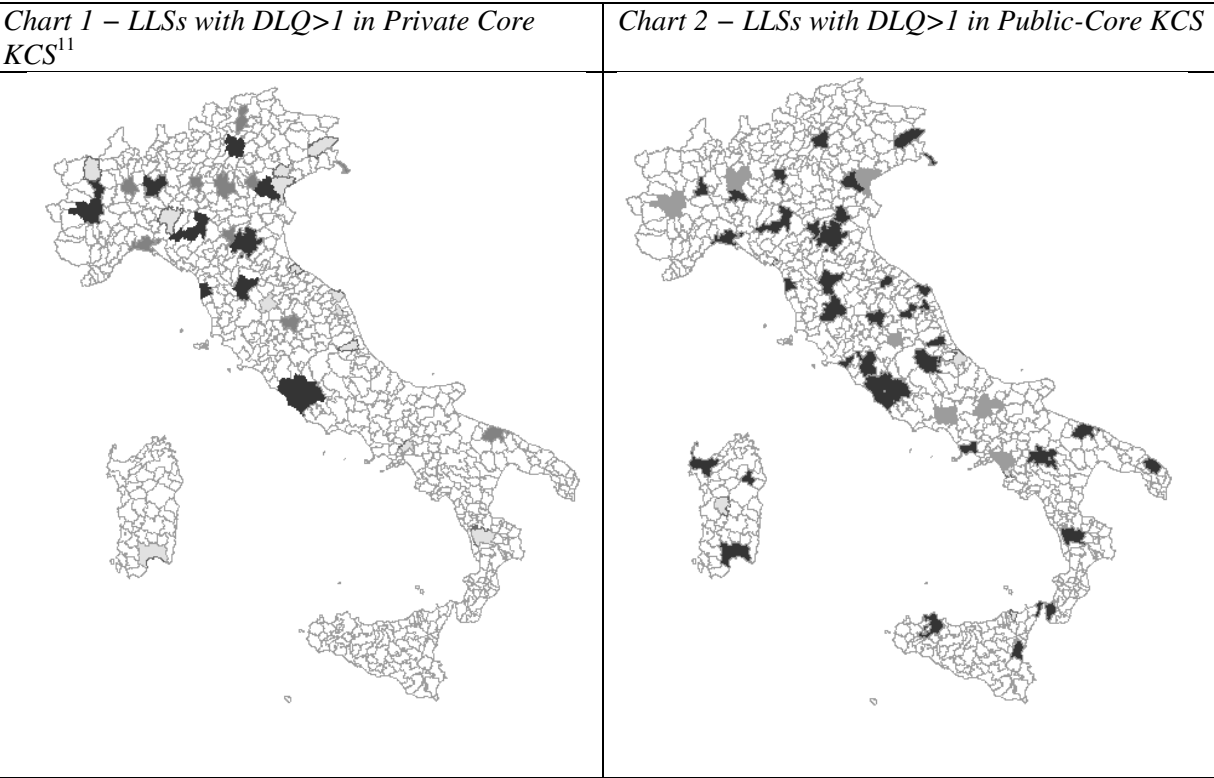 Chart 1 − LLSs with DLQ>1 in Private Core
KCS¹¹
Chart 2 − LLSs with DLQ>1 in Public-Core KCS